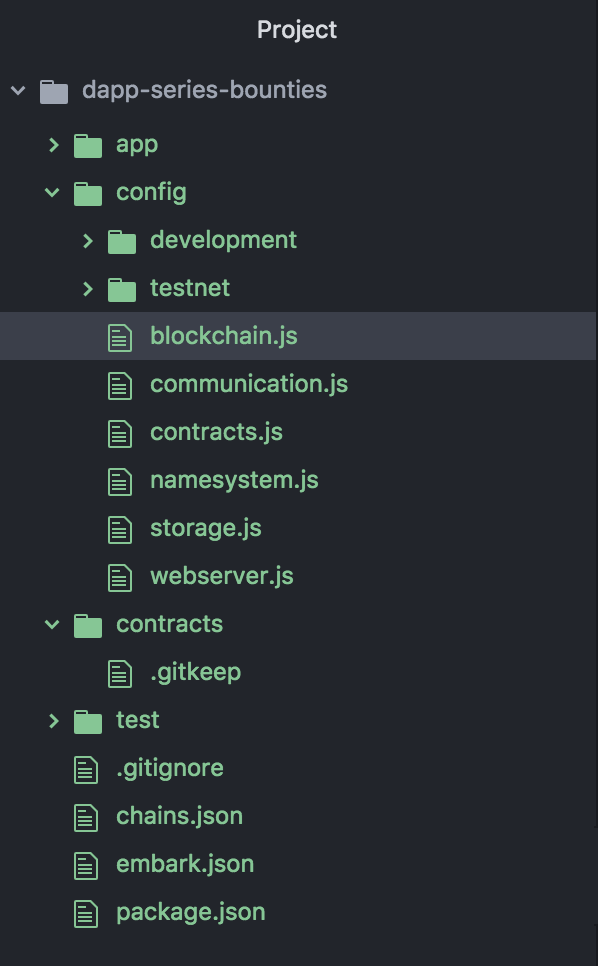 Project
dapp-series-bounties
app
config
development
testnet
blockchain.js
communication.js
contracts.js
namesystem.js
storage.js
webserver.js
contracts
.gitkeep
test
.gitignore
chains.json
embark.json
package.json